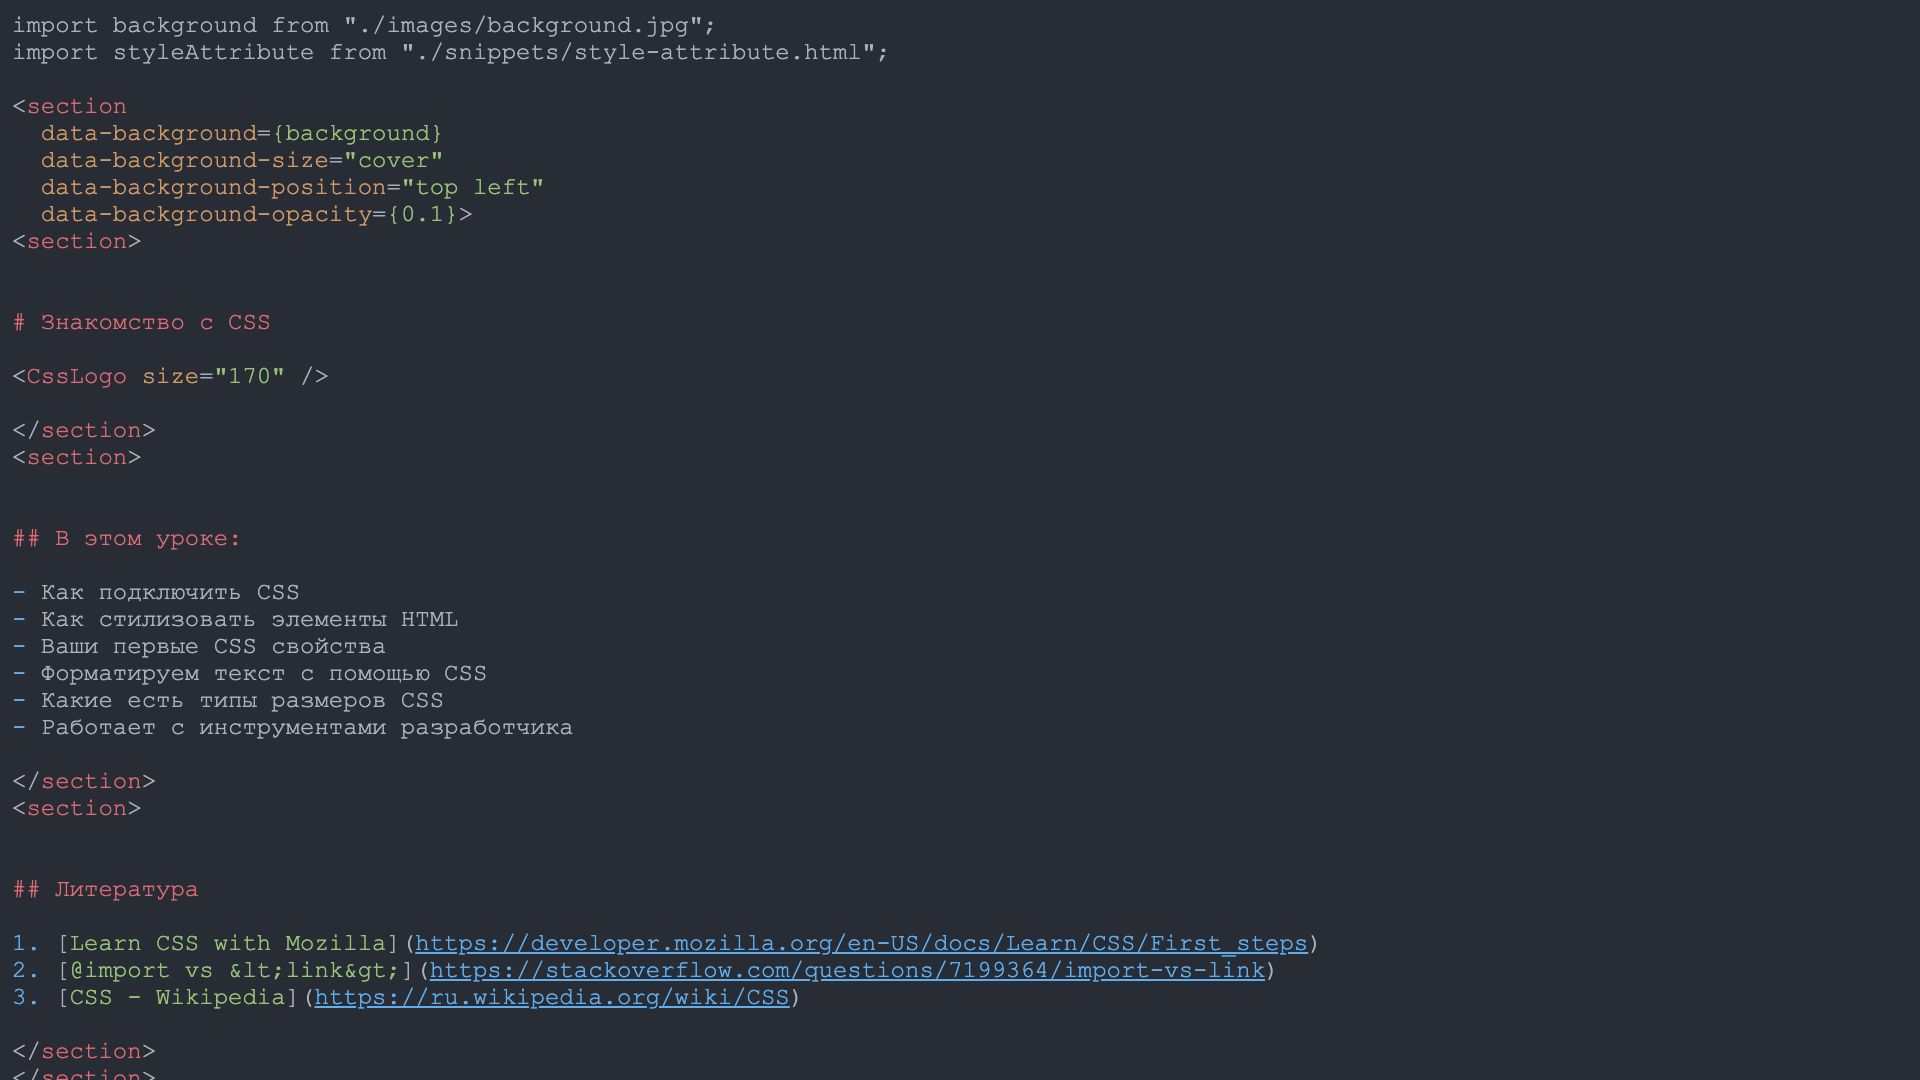 import background from "./images/background.jpg";
import styleAttribute from "./snippets/style-attribute.html";
<section
data-background={background}
data-background-size="cover"
data-background-position="top left"
data-background-opacity={0.1}>
<section>
# Знакомство с CSS
<CssLogo size="170" />
</section>
<section>
## В этом уроке:
- Как подключить CSS
- Как стилизовать элементы HTML
- Ваши первые CSS свойства
- Форматируем текст с помощью CSS
- Какие есть типы размеров CSS
- Работает с инструментами разработчика
</section>
<section>
## Литература
1. [Learn CSS with Mozilla](https://developer.mozilla.org/en-US/docs/Learn/CSS/First_steps)
2. [@import vs &lt;link&gt;](https://stackoverflow.com/questions/7199364/import-vs-link)
3. [CSS - Wikipedia](https://ru.wikipedia.org/wiki/CSS)
</section>
</section>